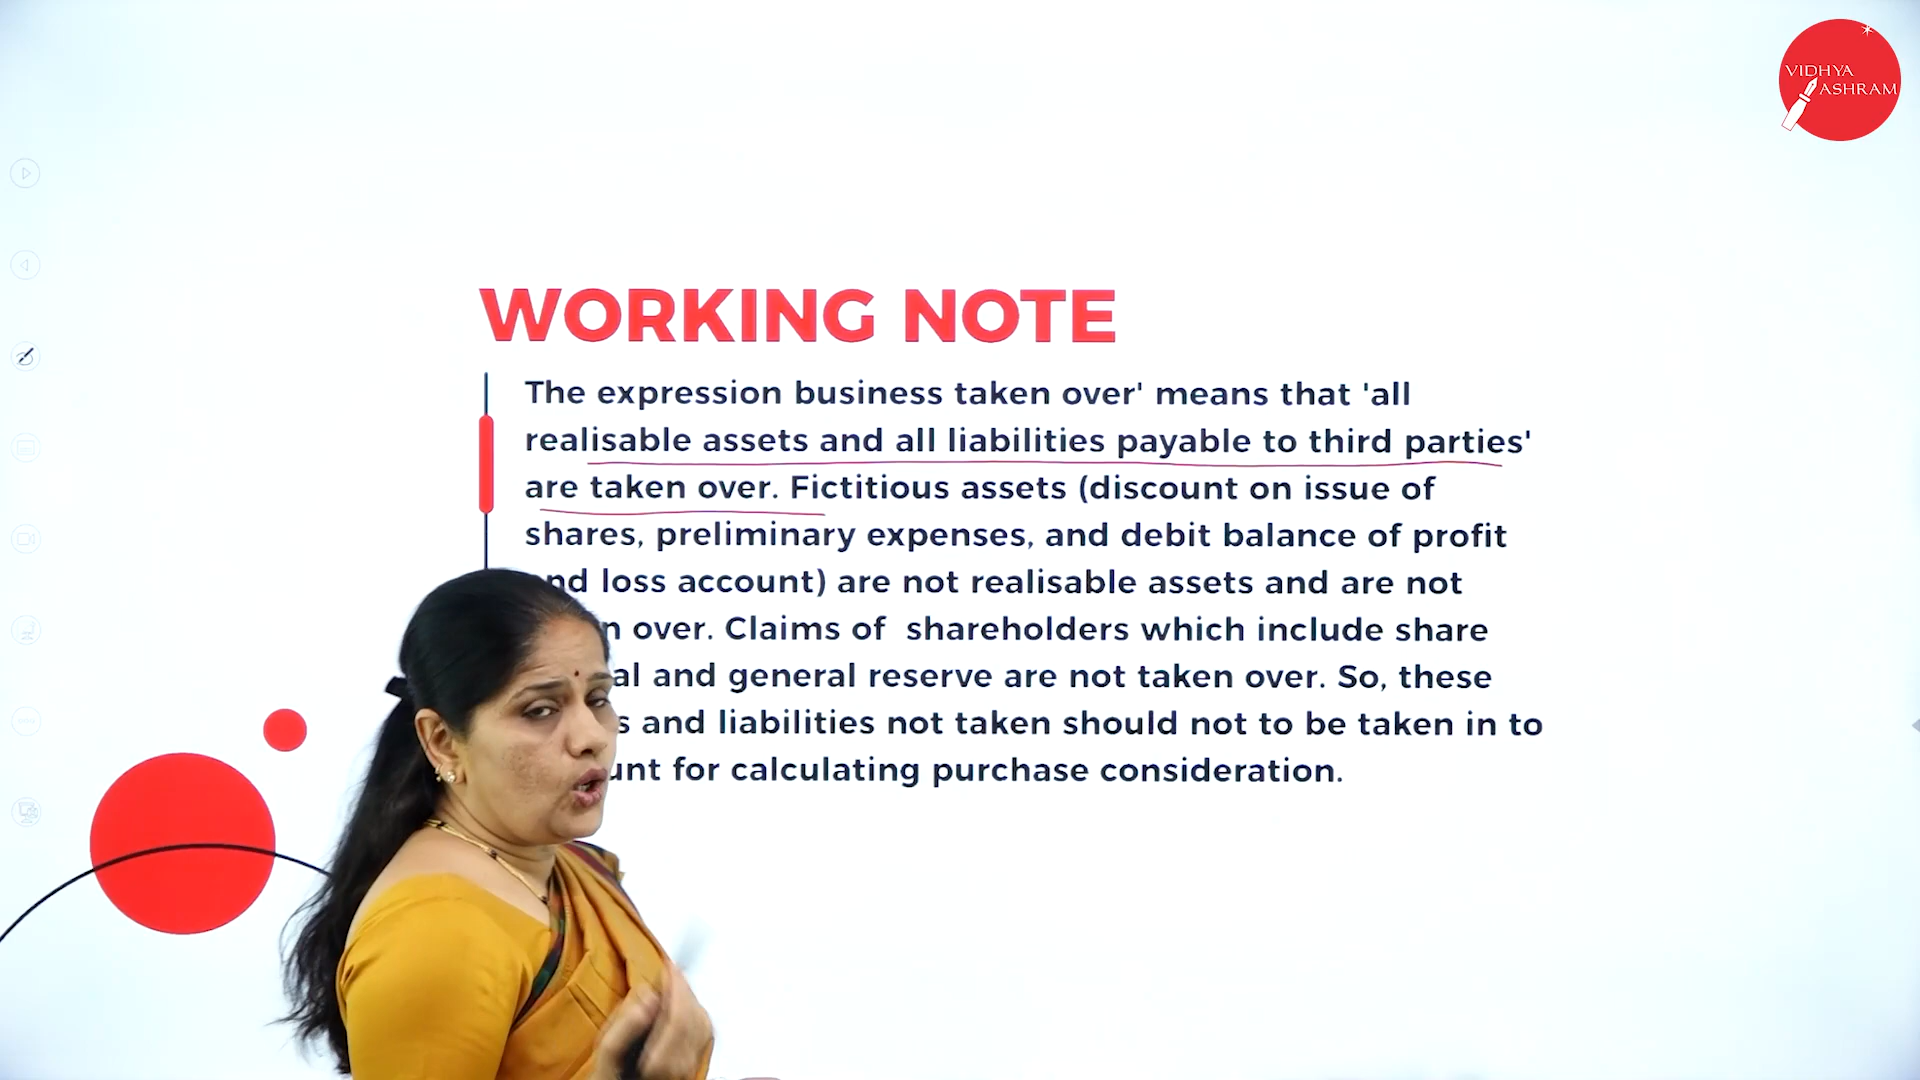 VIDHYA
ASHRAM
WORKING NOTE
The expression business taken over' means that 'all
realisable assets and all liabilities payable to third parties'
are taken over. Fictitious assets (discount on issue of
shares, preliminary expenses, and debit balance of profit
and loss account) are not realisable assets and are not
over. Claims of shareholders which include share
and general reserve are not taken over. So, these
and liabilities not taken should not to be taken in to
for calculating purchase consideration.